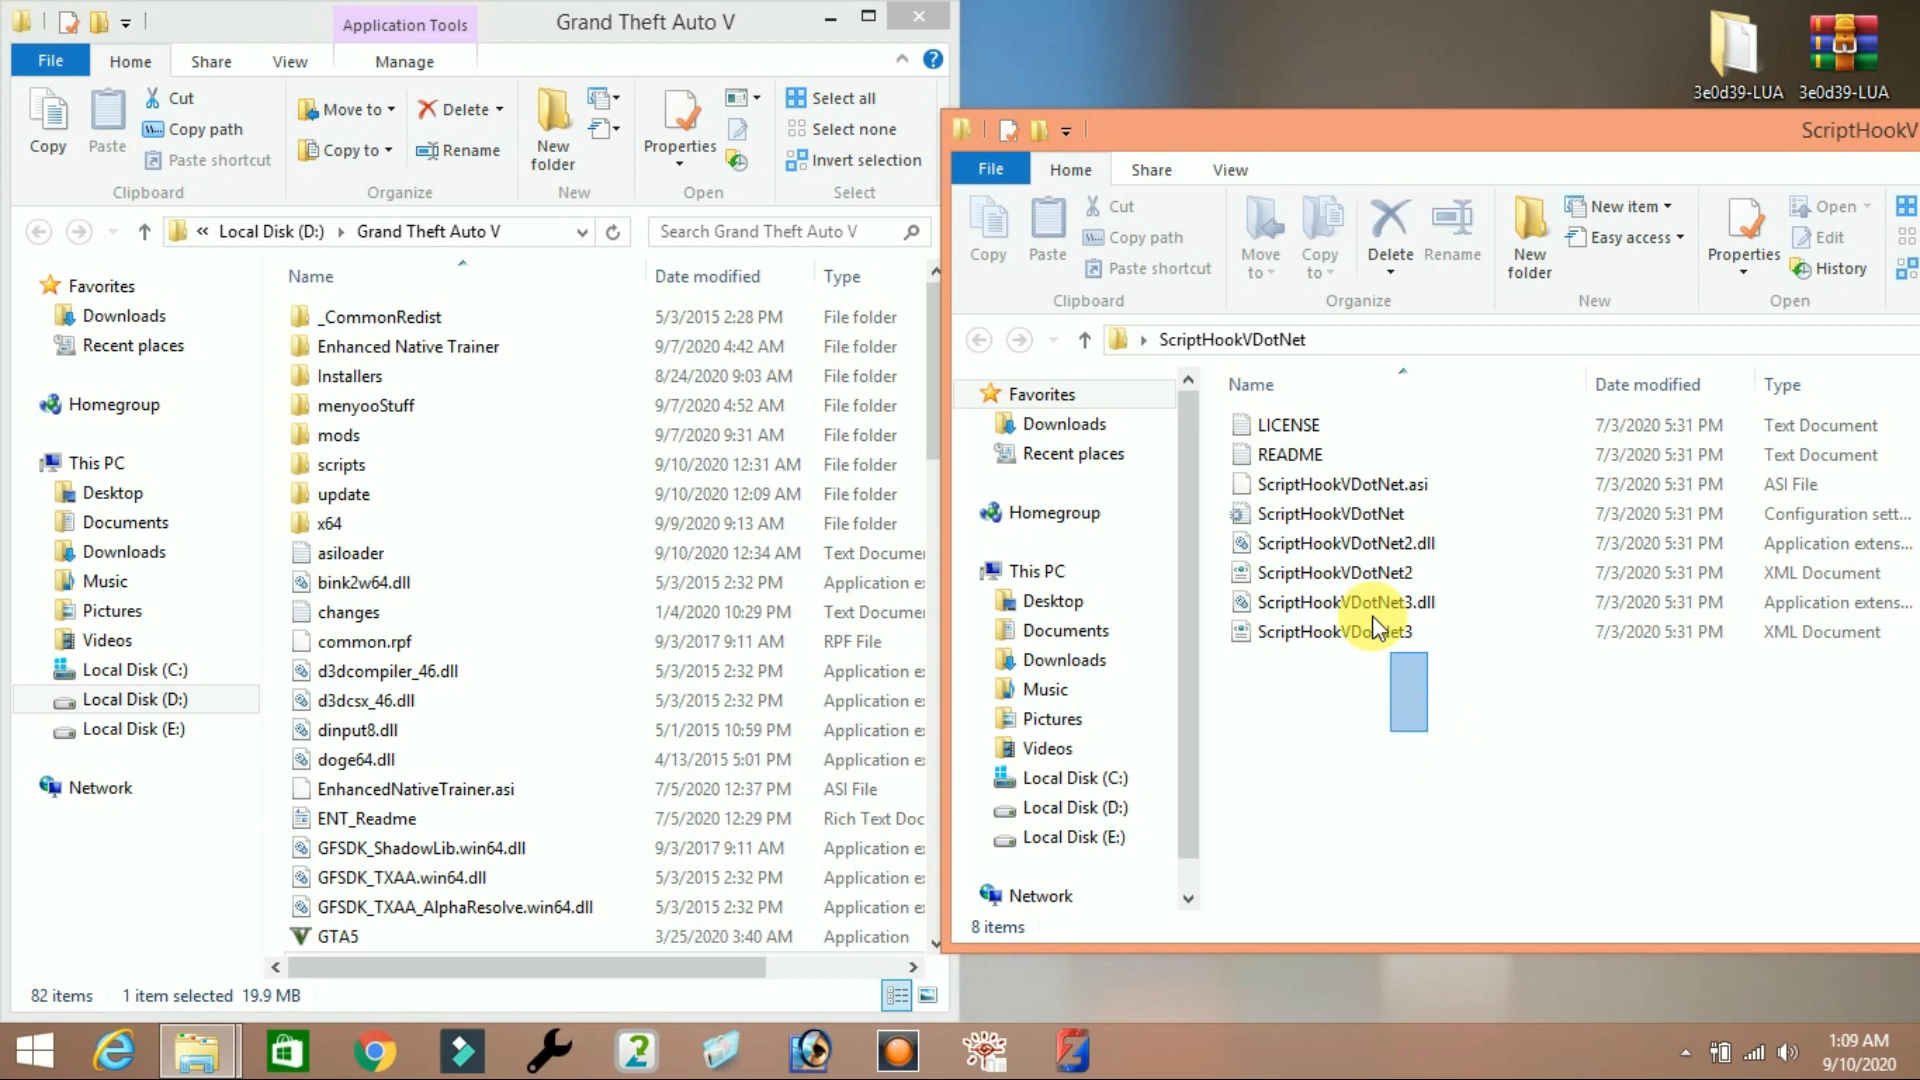 Application Tools
Grand Theft Auto V
File
Home
Share
View
Manage
Copy
Paste
Cut
Copy path
Paste shortcut
Clipboard
Move to
Copy to
Delete
Rename
Organize
New
folder
New
Properties
Open
Select all
Select none
Invert selection
Select
« Local Disk (D:) Grand Theft Auto V
Search Grand Theft Auto V
Favorites
Downloads
Recent places
Homegroup
This PC
Desktop
Documents
Downloads
Music
Pictures
Videos
Local Disk (C:)
Local Disk (D:)
Local Disk (E:)
Network
Name Date modified Type
_CommonRedist 5/3/2015 2:28 PM File folder
Enhanced Native Trainer 9/7/2020 4:42 AM File folder
Installers 8/24/2020 9:03 AM File folder
menyooStuff 9/7/2020 4:52 AM File folder
mods 9/7/2020 9:31 AM File folder
scripts 9/10/2020 12:31 AM File folder
update 9/10/2020 12:09 AM File folder
x64 9/9/2020 9:13 AM File folder
asiloader 9/10/2020 12:34 AM Text Docume
bink2w64.dll 5/3/2015 2:32 PM Application e
changes 1/4/2020 10:29 PM Text Docume
common.rpf 9/3/2017 9:11 AM RPF File
d3dcompiler_46.dll 5/3/2015 2:32 PM Application e
d3dcsx_46.dll 5/3/2015 2:32 PM Application e
dinput8.dll 5/1/2015 10:59 PM Application e
doge64.dll 4/13/2015 5:01 PM Application e
EnhancedNativeTrainer.asi 7/5/2020 12:37 PM ASI File
ENT_Readme 7/5/2020 12:29 PM Rich Text Doc
GFSDK_ShadowLib.win64.dll 9/3/2017 9:11 AM Application e
GFSDK_TXAA.win64.dll 5/3/2015 2:32 PM Application e
GFSDK_TXAA_AlphaResolve.win64.dll 5/3/2015 2:32 PM Application e
GTA5 3/25/2020 3:40 AM Application
82 items 1 item selected 19.9 MB
3e0d39-LUA
3e0d39-LUA
ScriptHookV
File
Home
Share
View
Copy
Paste
Cut
Copy path
Paste shortcut
Clipboard
Move
to
Copy
to
Delete
Rename
Organize
New
folder
New item
Easy access
New
Properties
Open
Edit
History
Open
ScriptHookVDotNet
Favorites
Downloads
Recent places
Homegroup
This PC
Desktop
Documents
Downloads
Music
Pictures
Videos
Local Disk (C:)
Local Disk (D:)
Local Disk (E:)
Network
Name Date modified Type
LICENSE 7/3/2020 5:31 PM Text Document
README 7/3/2020 5:31 PM Text Document
ScriptHookVDotNet.asi 7/3/2020 5:31 PM ASI File
ScriptHookVDotNet 7/3/2020 5:31 PM Configuration sett...
ScriptHookVDotNet2.dll 7/3/2020 5:31 PM Application extens...
ScriptHookVDotNet2 7/3/2020 5:31 PM XML Document
ScriptHookVDotNet3.dll 7/3/2020 5:31 PM Application extens...
ScriptHookVDotNet3 7/3/2020 5:31 PM XML Document
8 items
1:09 AM
9/10/2020